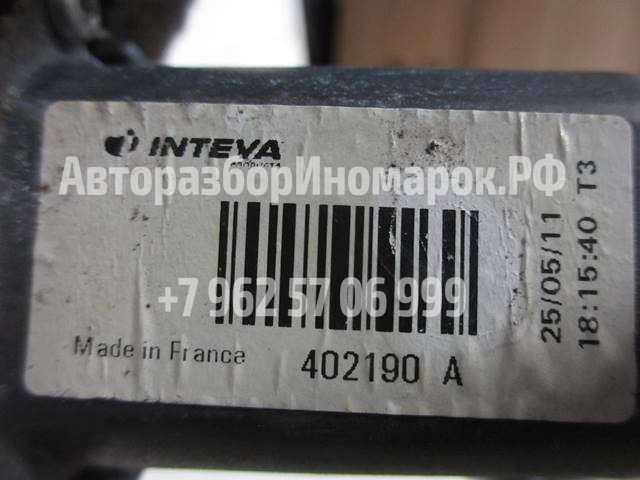 INTEVA
PRODUCTS
АвторазборИномарок.РФ
+7 962 57 06 999
Made in France
402190 A
25/05/11
18:15:40 T3